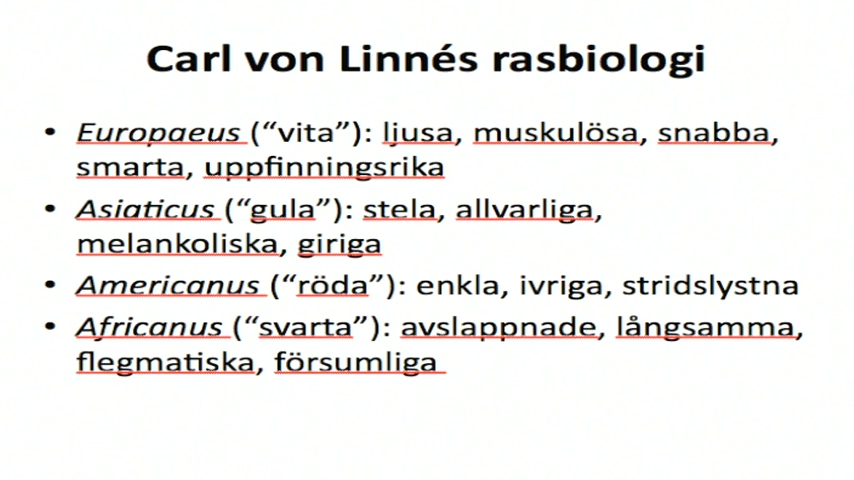 Carl von Linnés rasbiologi
• Europaeus (“vita”): ljusa, muskulösa, snabba,
smarta, uppfinningsrika
• Asiaticus (“gula”): stela, allvarliga,
melankoliska, giriga
• Americanus (“röda”): enkla, ivriga, stridslystna
• Africanus (“svarta”): avslappnade, långsamma,
flegmatiska, försumliga